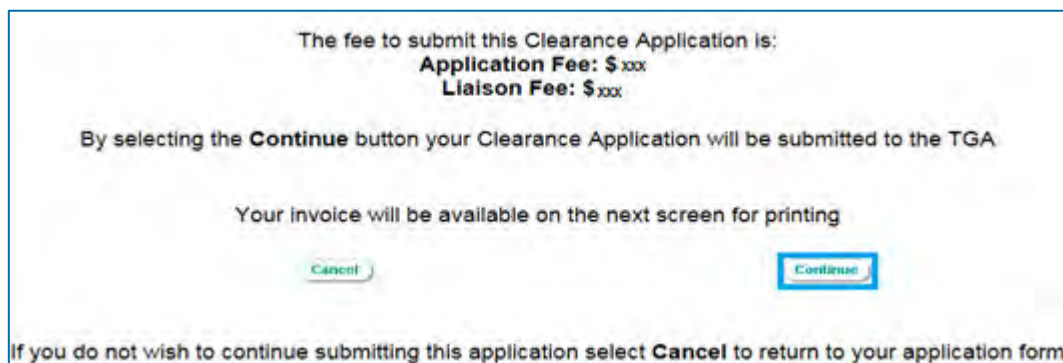 The fee to submit this Clearance Application is:
Application Fee: $ xxx
Liaison Fee: $xxx
By selecting the Continue button your Clearance Application will be submitted to the TGA
Your invoice will be available on the next screen for printing
Cancel Continue
If you do not wish to continue submitting this application select Cancel to return to your application form